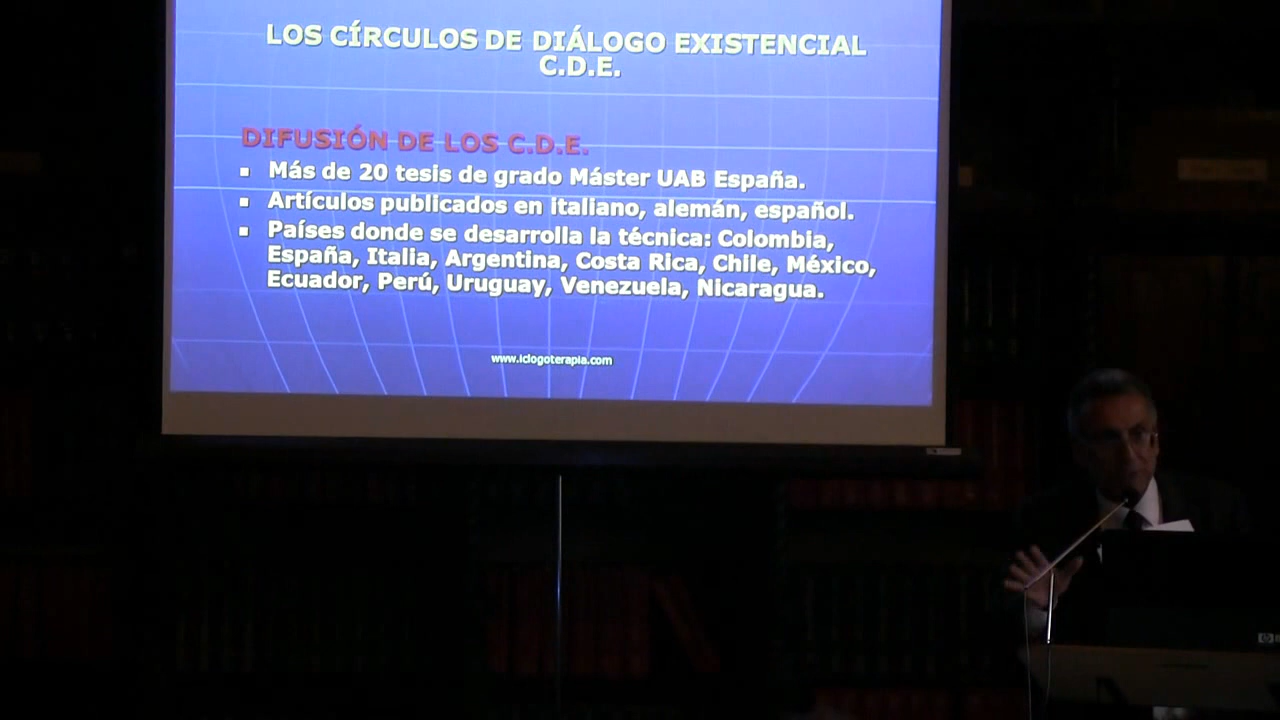 LOS CÍRCULOS DE DIÁLOGO EXISTENCIAL
C.D.E.
DIFUSIÓN DE LOS C.D.E.
▪ Más de 20 tesis de grado Máster UAB España.
▪ Artículos publicados en italiano, alemán, español.
▪ Países donde se desarrolla la técnica: Colombia,
España, Italia, Argentina, Costa Rica, Chile, México,
Ecuador, Perú, Uruguay, Venezuela, Nicaragua.
www.iclogoterapia.com
hp